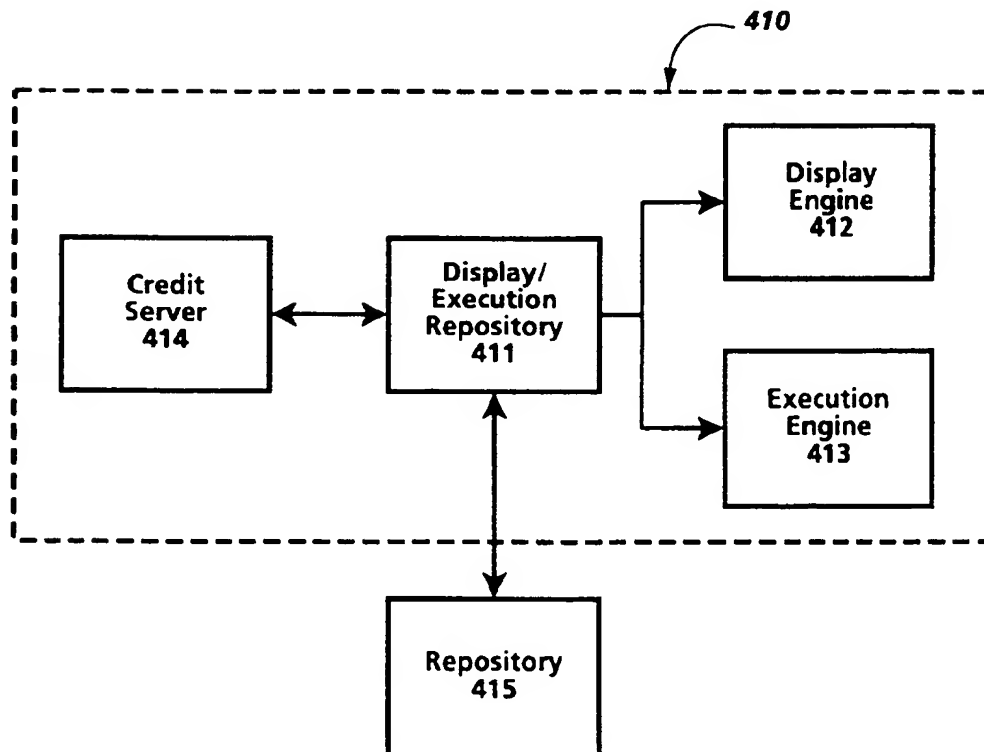 410
Display
Engine
412
Credit
Server
414
Display/
Execution
Repository
411
Execution
Engine
413
Repository
415